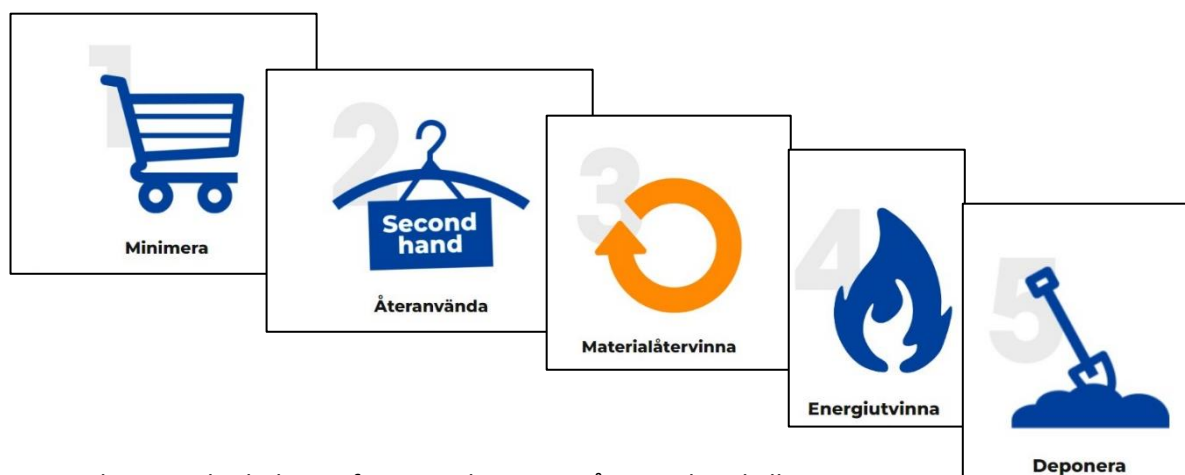 1
Minimera
2
Second
hand
Återanvända
3
Materialåtervinna
4
Energiutvinna
5
Deponera